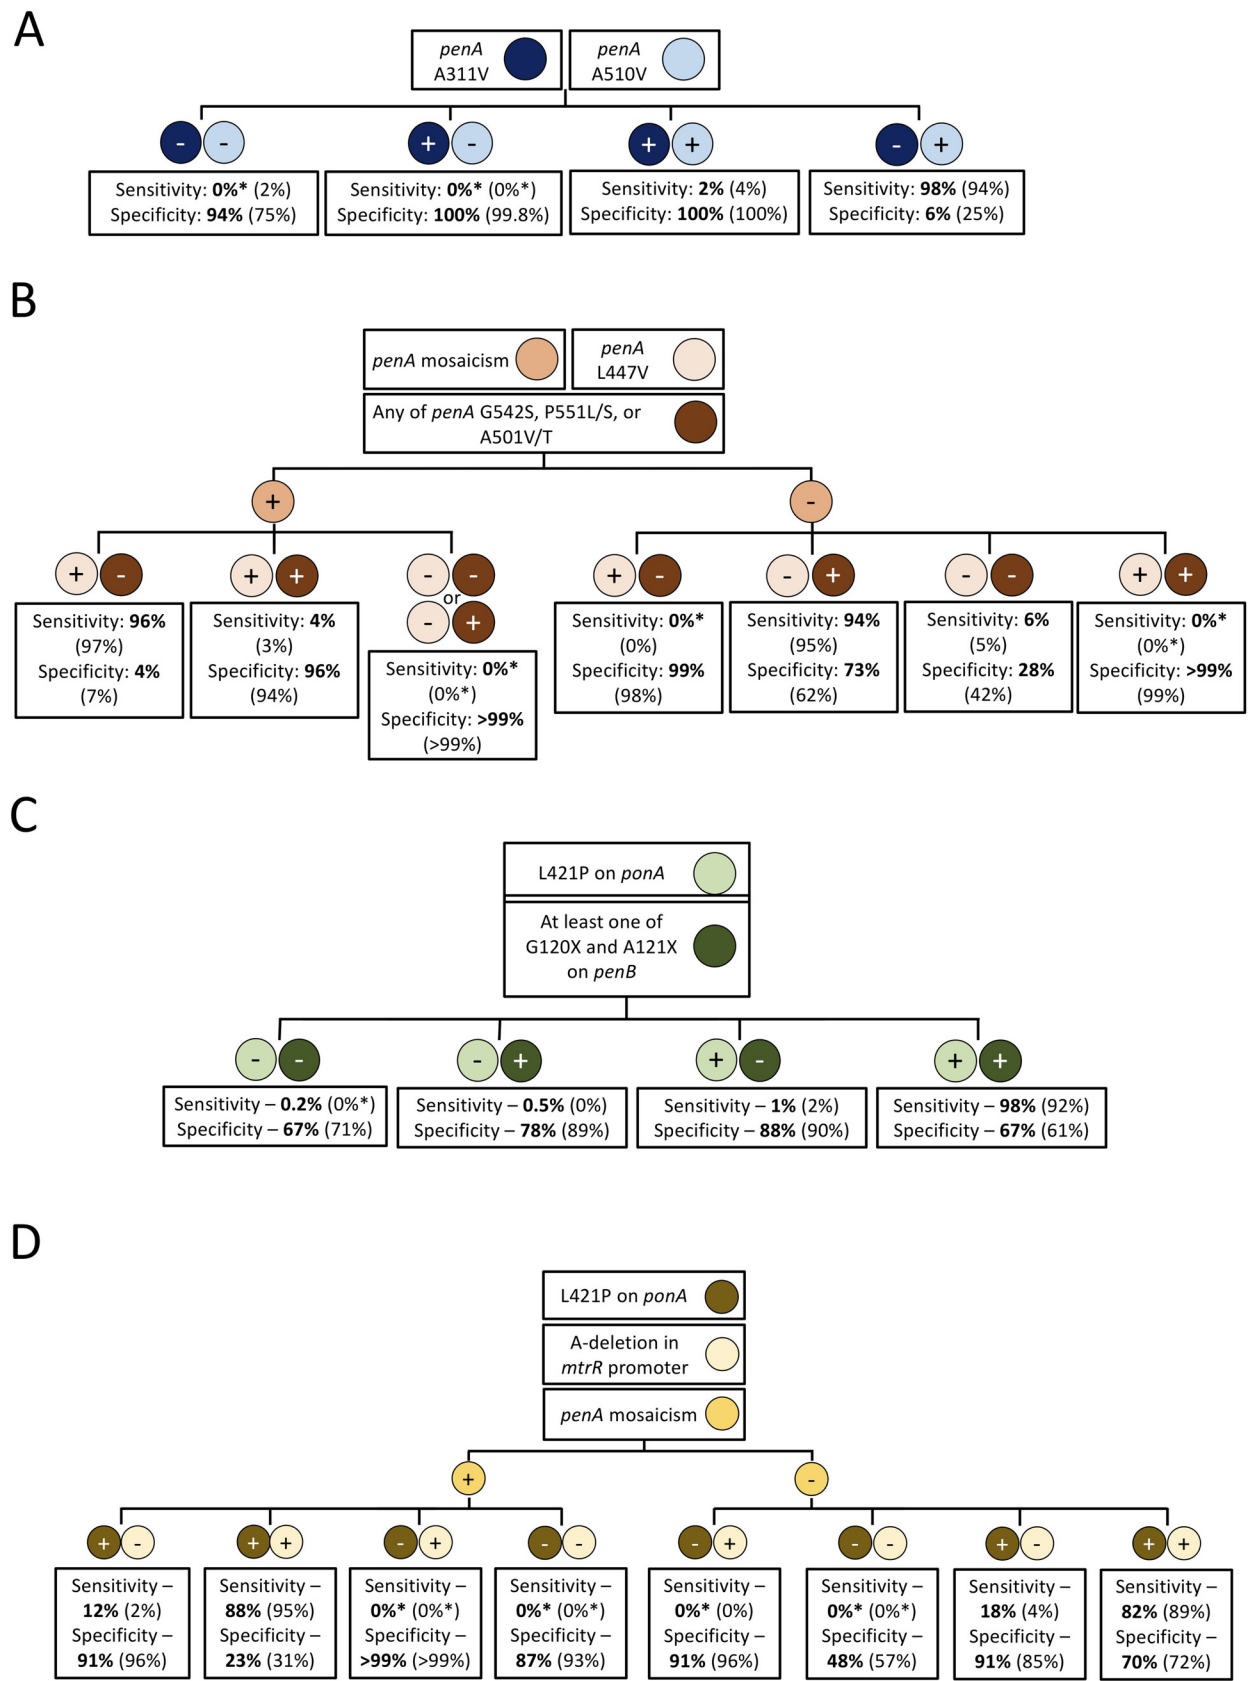 A
penA
A311V
penA
A510V
- -
+ -
+ +
- +
Sensitivity: 0%* (2%)
Specificity: 94% (75%)
Sensitivity: 0%* (0%*)
Specificity: 100% (99.8%)
Sensitivity: 2% (4%)
Specificity: 100% (100%)
Sensitivity: 98% (94%)
Specificity: 6% (25%)
B
penA mosaicism
penA
L447V
Any of penA G542S, P551L/S, or
A501V/T
+
-
+ -
+ +
- -
or
- +
+ -
- +
- -
+ +
Sensitivity: 96%
(97%)
Specificity: 4%
(7%)
Sensitivity: 4%
(3%)
Specificity: 96%
(94%)
Sensitivity: 0%*
(0%*)
Specificity: >99%
(>99%)
Sensitivity: 0%*
(0%)
Specificity: 99%
(98%)
Sensitivity: 94%
(95%)
Specificity: 73%
(62%)
Sensitivity: 6%
(5%)
Specificity: 28%
(42%)
Sensitivity: 0%*
(0%*)
Specificity: >99%
(99%)
C
L421P on ponA
At least one of
G120X and A121X
on penB
- -
- +
+ -
+ +
Sensitivity – 0.2% (0%*)
Specificity – 67% (71%)
Sensitivity – 0.5% (0%)
Specificity – 78% (89%)
Sensitivity – 1% (2%)
Specificity – 88% (90%)
Sensitivity – 98% (92%)
Specificity – 67% (61%)
D
L421P on ponA
A-deletion in
mtrR promoter
penA mosaicism
+
-
+ -
+ +
- +
- -
- +
- -
+ -
+ +
Sensitivity –
12% (2%)
Specificity –
91% (96%)
Sensitivity –
88% (95%)
Specificity –
23% (31%)
Sensitivity –
0%* (0%*)
Specificity –
>99% (>99%)
Sensitivity –
0%* (0%*)
Specificity –
87% (93%)
Sensitivity –
0%* (0%)
Specificity –
91% (96%)
Sensitivity –
0%* (0%*)
Specificity –
48% (57%)
Sensitivity –
18% (4%)
Specificity –
91% (85%)
Sensitivity –
82% (89%)
Specificity –
70% (72%)